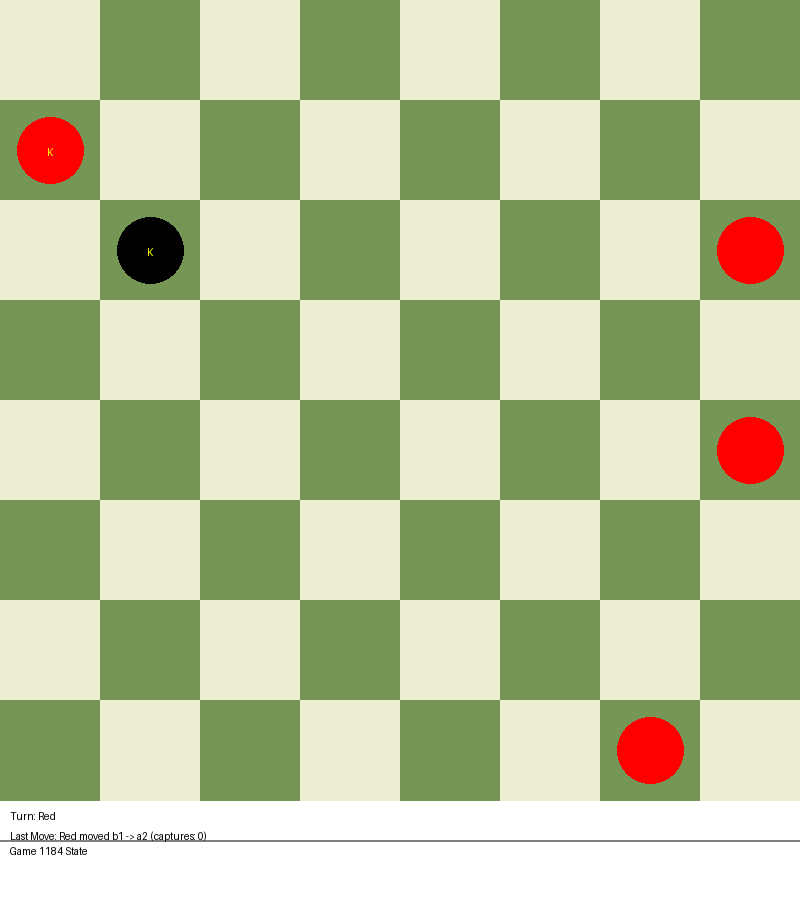 K
K
Turn: Red
Last Move: Red moved b1 -> a2 (captures: 0)
Game 1184 State